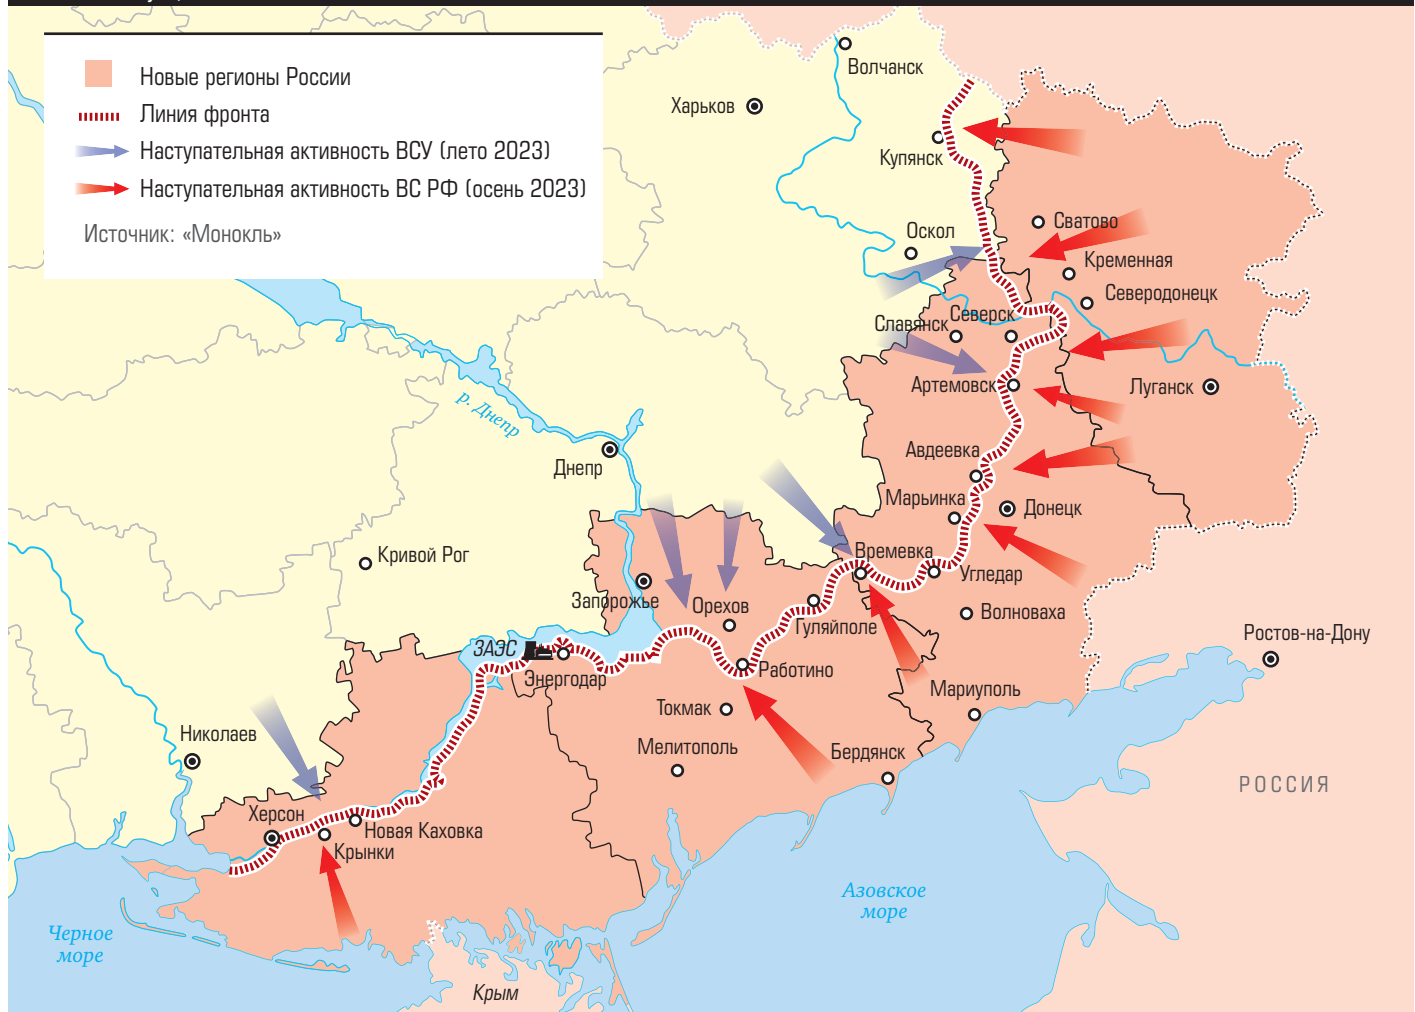 Новые регионы России
Линия фронта
Наступательная активность ВСУ (лето 2023)
Наступательная активность ВС РФ (осень 2023)
Источник: «Монокль»
Волчанск
Харьков
Купянск
Оскол
Сватово
Кременная
Северодонецк
Славянск
Северск
Артемовск
Луганск
р. Днепр
Днепр
Авдеевка
Марьинка
Донецк
Кривой Рог
Времевка
Угледар
Запорожье
Орехов
Гуляйполе
Волноваха
ЗАЭС
Энергодар
Работино
Ростов-на-Дону
Токмак
Мариуполь
Николаев
Мелитополь
Бердянск
РОССИЯ
Херсон
Новая Каховка
Крынки
Азовское
море
Черное
море
Крым